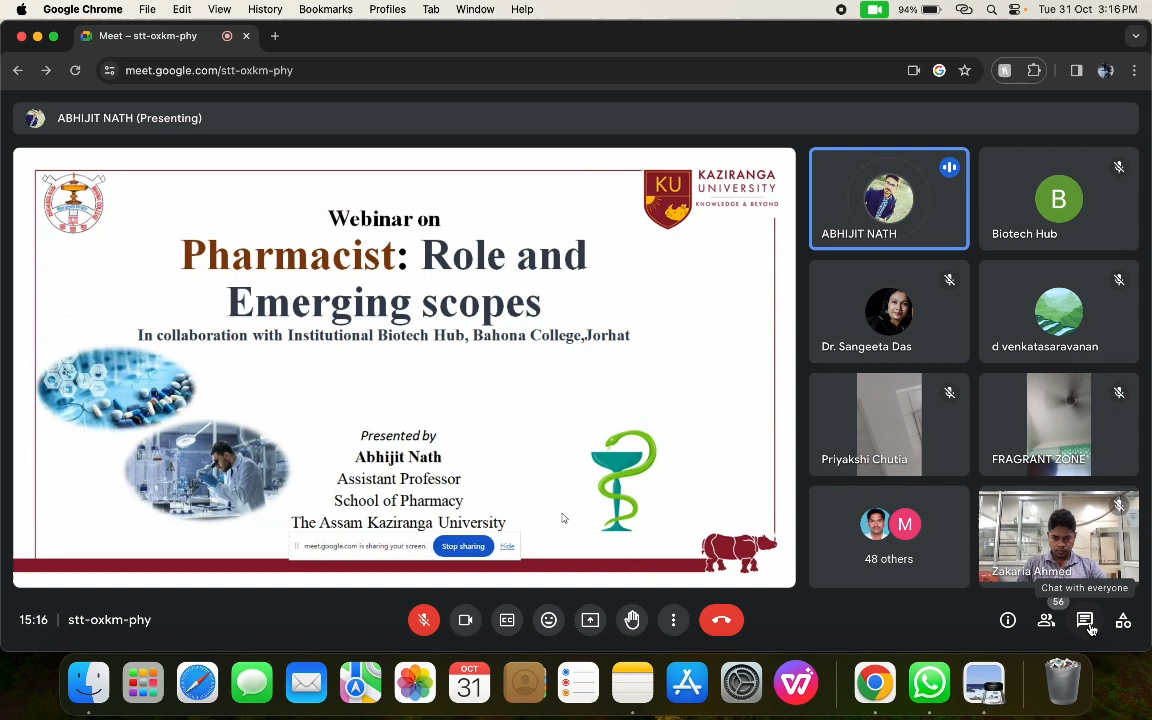 Google Chrome File Edit View History Bookmarks Profiles Tab Window Help 94% Tue 31 Oct 3:16 PM
Meet – stt-oxkm-phy
meet.google.com/stt-oxkm-phy
ABHIJIT NATH (Presenting)
KU
KAZIRANGA
UNIVERSITY
KNOWLEDGE & BEYOND
Webinar on
Pharmacist: Role and
Emerging scopes
In collaboration with Institutional Biotech Hub, Bahona College,Jorhat
Presented by
Abhijit Nath
Assistant Professor
School of Pharmacy
The Assam Kaziranga University
meet.google.com is sharing your screen. Stop sharing Hide
ABHIJIT NATH
B
Biotech Hub
Dr. Sangeeta Das
d venkatasaravanan
Priyakshi Chutia
FRAGRANT ZONE
M
48 others
Zakaria Ahmed
Chat with everyone
56
15:16 | stt-oxkm-phy
OCT
31